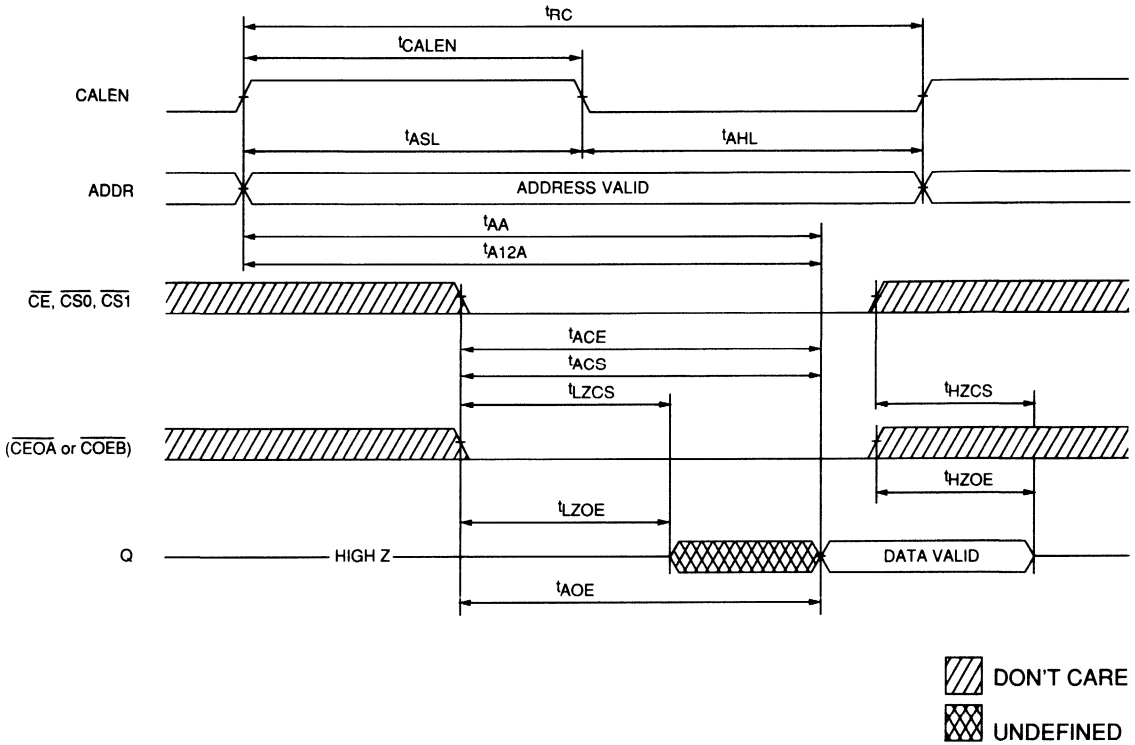 tRC
tCALEN
CALEN
tASL
tAHL
ADDR
ADDRESS VALID
tAA
tA12A
CE, CS0, CS1
tACE
tACS
tLZCS
tHZCS
(CEOA or COEB)
tHZOE
tLZOE
Q
HIGH Z
DATA VALID
tAOE
DON'T CARE
UNDEFINED